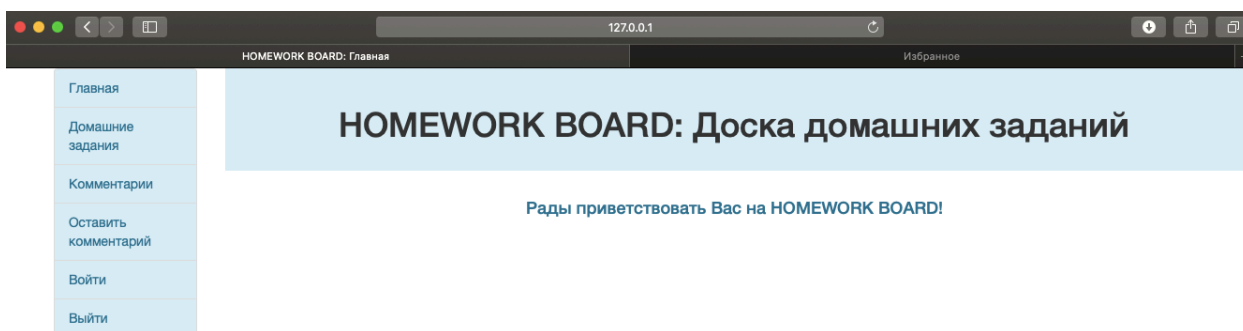 127.0.0.1
HOMEWORK BOARD: Главная
Избранное
Главная
Домашние
задания
Комментарии
Оставить
комментарий
Войти
Выйти
HOMEWORK BOARD: Доска домашних заданий
Рады приветствовать Вас на HOMEWORK BOARD!